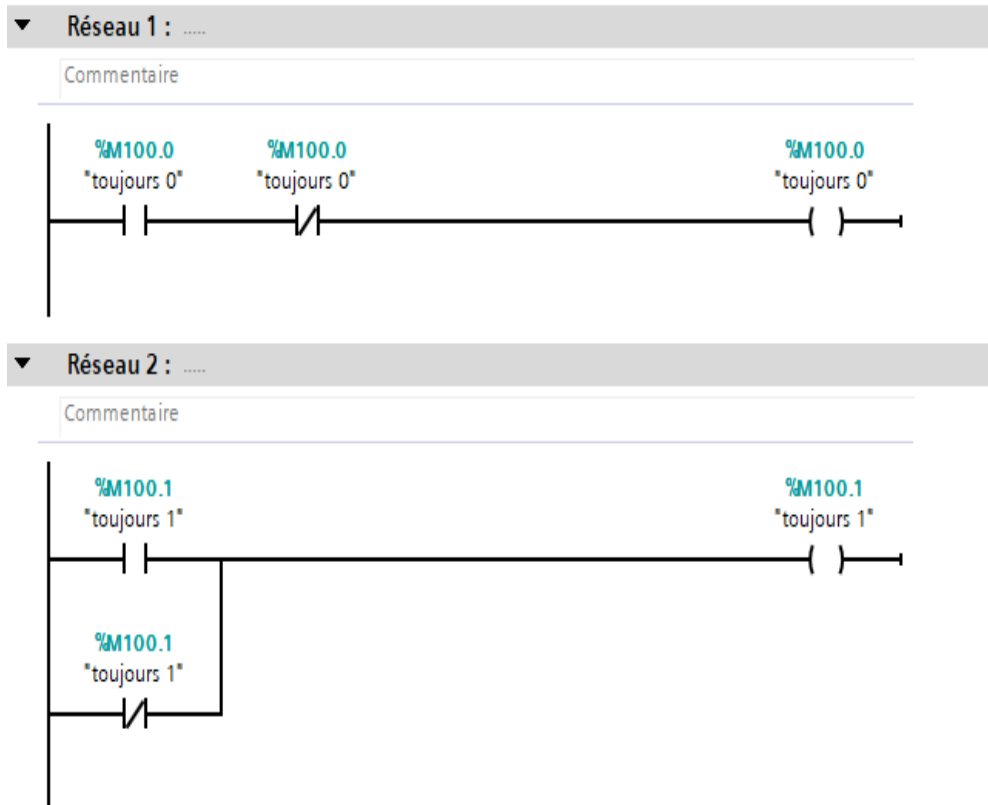 Réseau 1 : .....
Commentaire
%M100.0 %M100.0 %M100.0
"toujours 0" "toujours 0" "toujours 0"
Réseau 2 : .....
Commentaire
%M100.1 %M100.1
"toujours 1" "toujours 1"
%M100.1
"toujours 1"